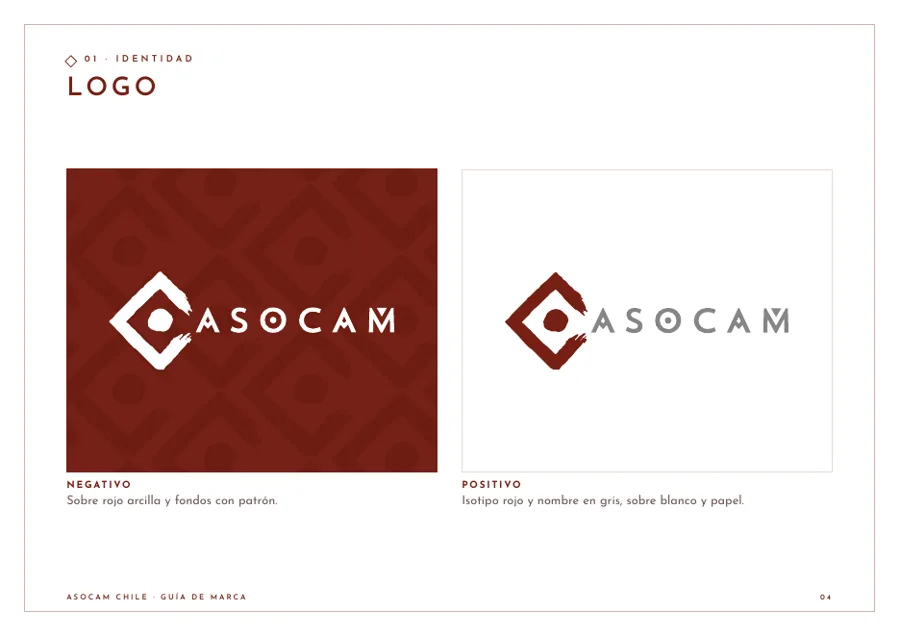 01 · IDENTIDAD
LOGO
ASOCAM
ASOCAM
NEGATIVO
Sobre rojo arcilla y fondos con patrón.
POSITIVO
Isotipo rojo y nombre en gris, sobre blanco y papel.
ASOCAM CHILE · GUÍA DE MARCA
04